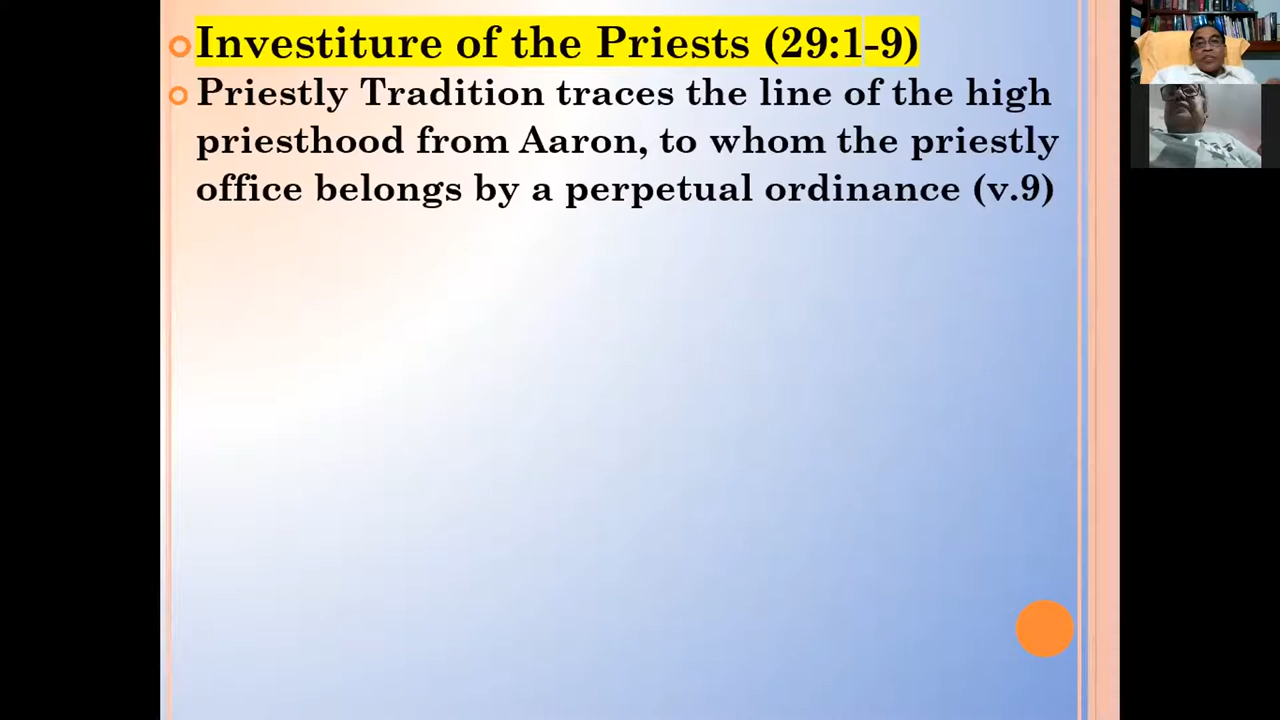 Investiture of the Priests (29:1-9)
Priestly Tradition traces the line of the high
priesthood from Aaron, to whom the priestly
office belongs by a perpetual ordinance (v.9)